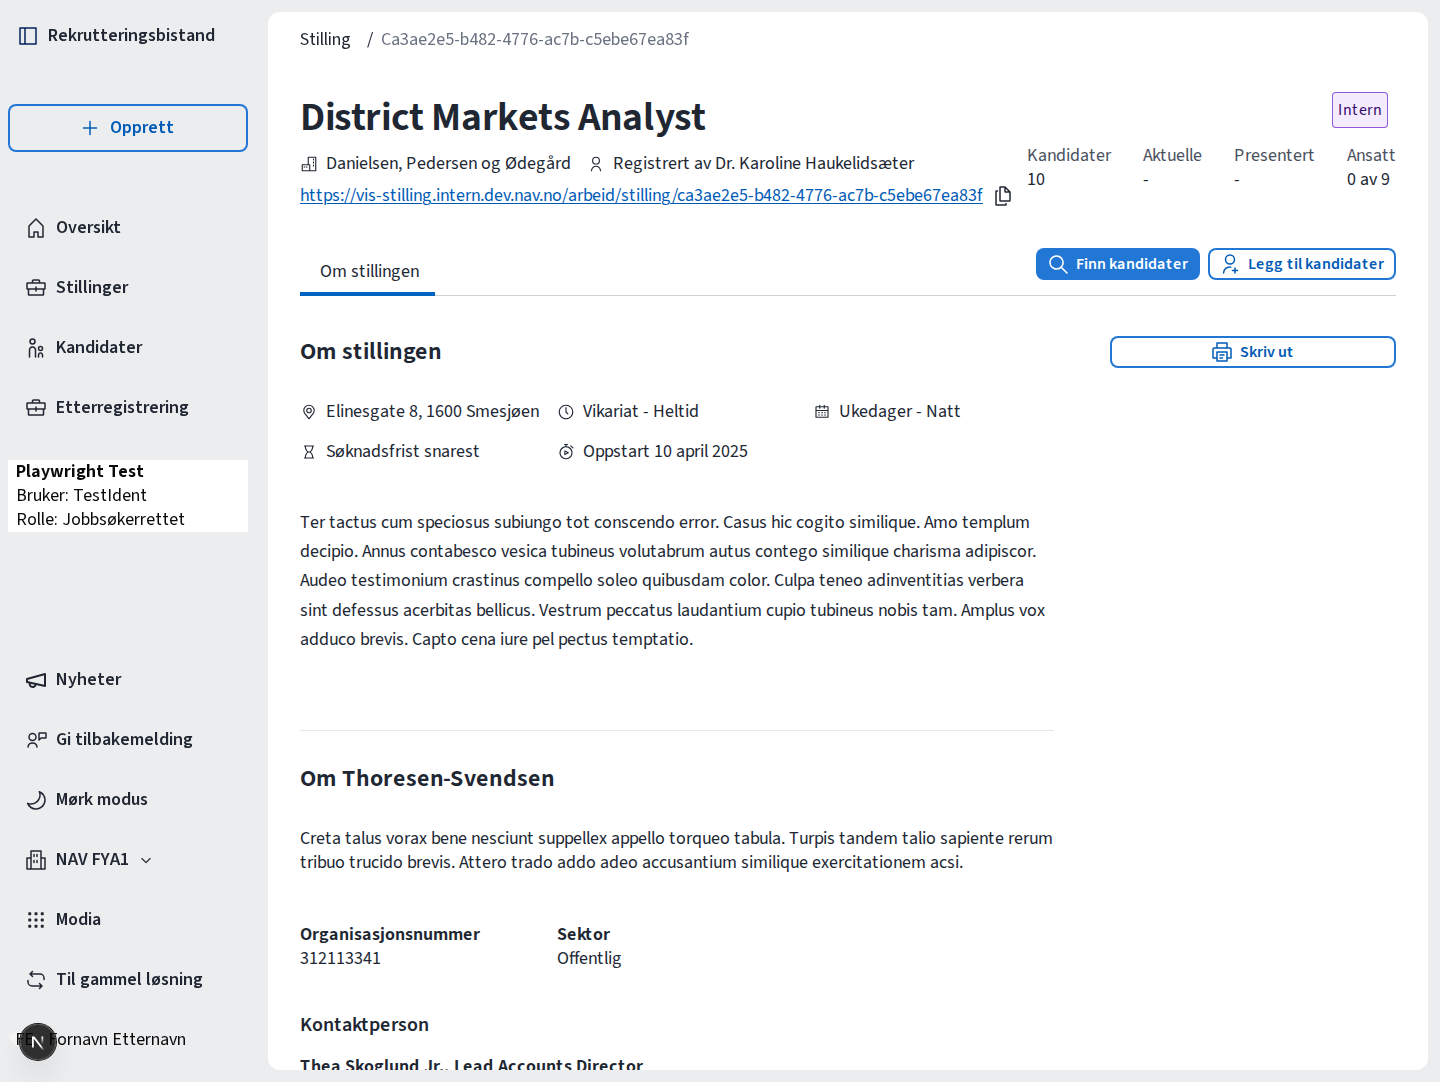 Rekrutteringsbistand
Opprett
Oversikt
Stillinger
Kandidater
Etterregistrering
Playwright Test
Bruker: TestIdent
Rolle: Jobbsøkerrettet
Nyheter
Gi tilbakemelding
Mørk modus
NAV FYA1
Modia
Til gammel løsning
Fornavn Etternavn
Stilling / Ca3ae2e5-b482-4776-ac7b-c5ebe67ea83f
District Markets Analyst
Intern
Danielsen, Pedersen og Ødegård Registrert av Dr. Karoline Haukelidsæter
https://vis-stilling.intern.dev.nav.no/arbeid/stilling/ca3ae2e5-b482-4776-ac7b-c5ebe67ea83f
Kandidater Aktuelle Presentert Ansatt
10 - - 0 av 9
Om stillingen
Finn kandidater
Legg til kandidater
Om stillingen
Skriv ut
Elinesgate 8, 1600 Smesjøen Vikariat - Heltid Ukedager - Natt
Søknadsfrist snarest Oppstart 10 april 2025
Ter tactus cum speciosus subiungo tot conscendo error. Casus hic cogito similique. Amo templum
decipio. Annus contabesco vesica tubineus volutabrum autus contego similique charisma adipiscor.
Audeo testimonium crastinus compello soleo quibusdam color. Culpa teneo adinventitias verbera
sint defessus acerbitas bellicus. Vestrum peccatus laudantium cupio tubineus nobis tam. Amplus vox
adduco brevis. Capto cena iure pel pectus temptatio.
Om Thoresen-Svendsen
Creta talus vorax bene nesciunt suppellex appello torqueo tabula. Turpis tandem talio sapiente rerum
tribuo trucido brevis. Attero trado addo adeo accusantium similique exercitationem acsi.
Organisasjonsnummer Sektor
312113341 Offentlig
Kontaktperson
Thea Skoglund Jr., Lead Accounts Director